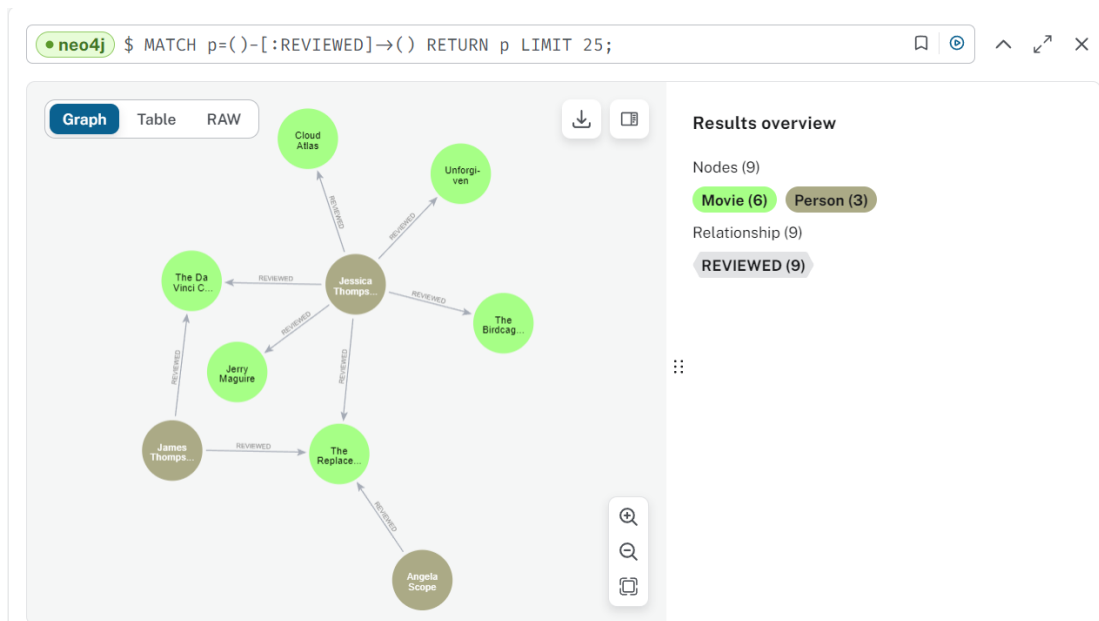 neo4j $ MATCH p=()-[:REVIEWED]→() RETURN p LIMIT 25;
Graph Table RAW
Results overview
Nodes (9)
Movie (6) Person (3)
Relationship (9)
REVIEWED (9)
Cloud
Atlas
Unforgi-
ven
REVIEWED
REVIEWED
The Da
Vinci C...
REVIEWED
Jessica
Thomps...
REVIEWED
The
Birdcag...
REVIEWED
REVIEWED
REVIEWED
Jerry
Maguire
James
Thomps...
REVIEWED
The
Replace...
REVIEWED
Angela
Scope